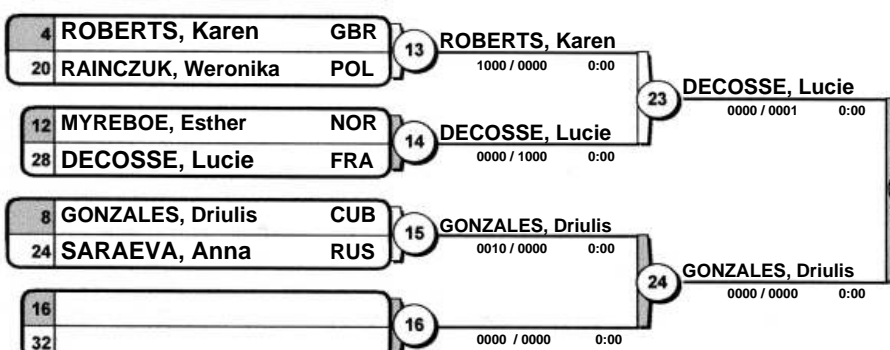 4 ROBERTS, Karen GBR
20 RAINCZUK, Weronika POL
13
ROBERTS, Karen
1000 / 0000 0:00
12 MYREBOE, Esther NOR
28 DECOSSE, Lucie FRA
14
DECOSSE, Lucie
0000 / 1000 0:00
23
DECOSSE, Lucie
0000 / 0001 0:00
8 GONZALES, Driulis CUB
24 SARAEVA, Anna RUS
15
GONZALES, Driulis
0010 / 0000 0:00
16
32
16
0000 / 0000 0:00
24
GONZALES, Driulis
0000 / 0000 0:00